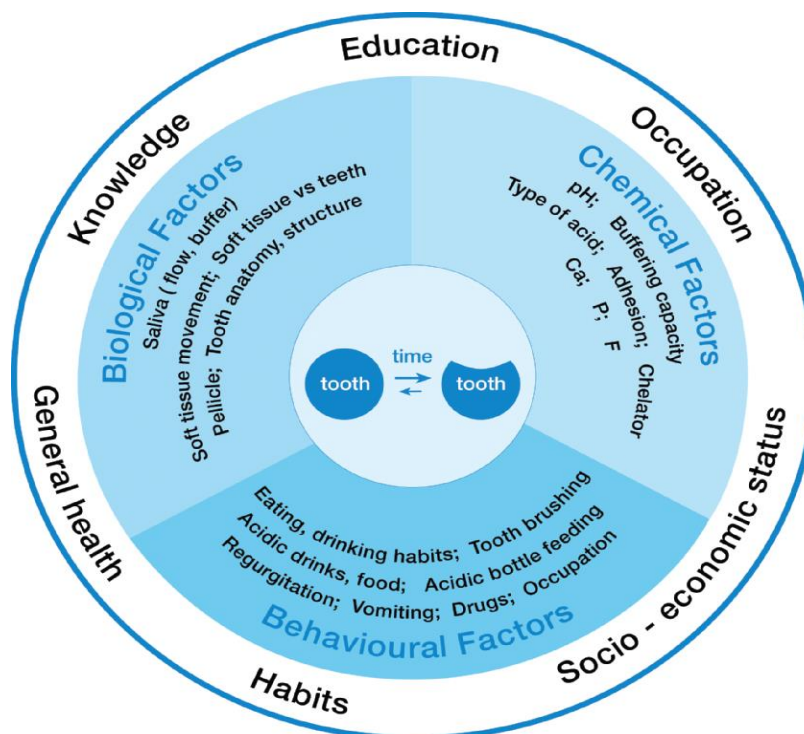 Education
Knowledge
Occupation
General health
Socio - economic status
Habits
Biological Factors
Saliva ( flow, buffer)
Soft tissue movement; Soft tissue vs teeth
Pellicle; Tooth anatomy, structure
Chemical Factors
pH; Buffering capacity
Type of acid; Adhesion; Chelator
Ca; P; F
time
tooth
tooth
Eating, drinking habits; Tooth brushing
Acidic drinks, food; Acidic bottle feeding
Regurgitation; Vomiting; Drugs; Occupation
Behavioural Factors